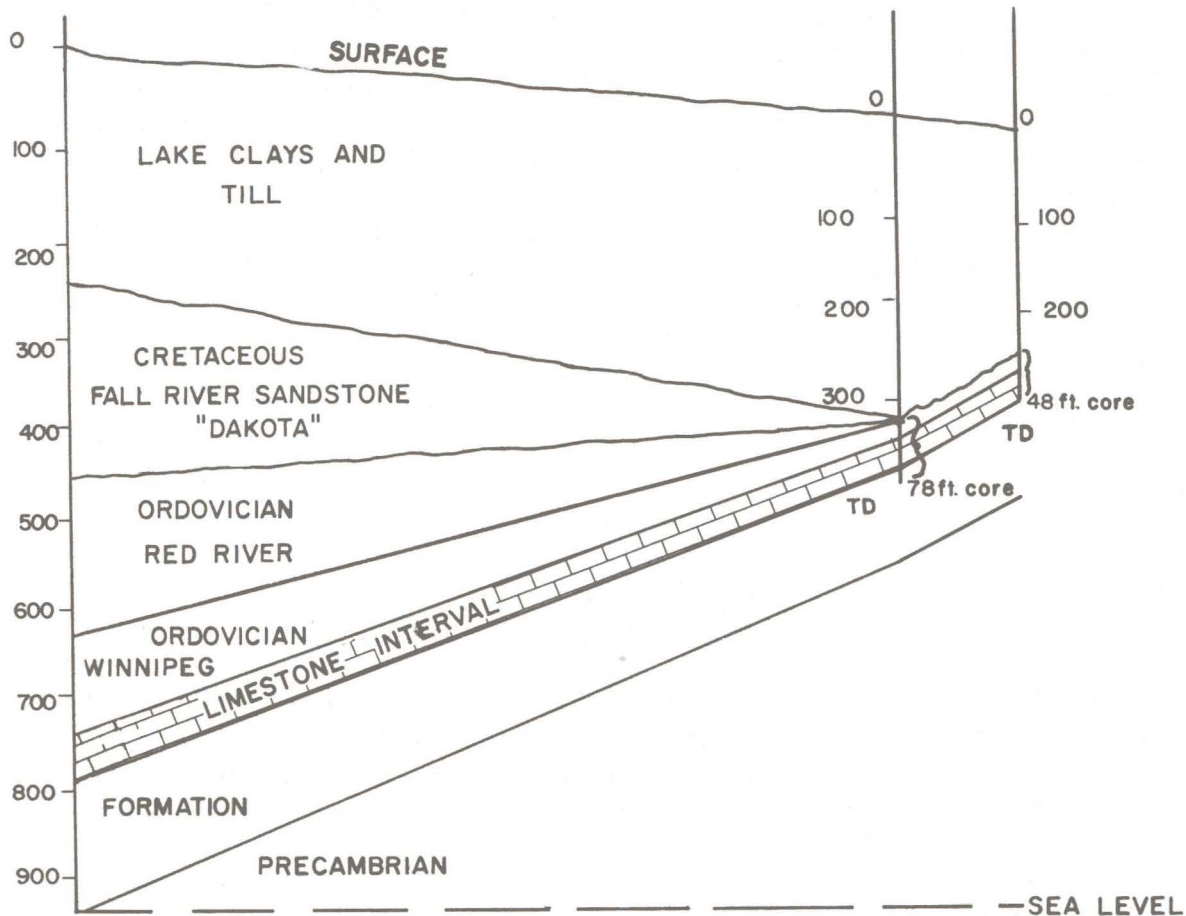 0
SURFACE
0
0
100
LAKE CLAYS AND
TILL
200
100
100
200
200
300
CRETACEOUS
FALL RIVER SANDSTONE
"DAKOTA"
300
48 ft. core
TD
400
78 ft. core
TD
500
ORDOVICIAN
RED RIVER
600
ORDOVICIAN
WINNIPEG
LIMESTONE INTERVAL
700
800
FORMATION
PRECAMBRIAN
900
SEA LEVEL